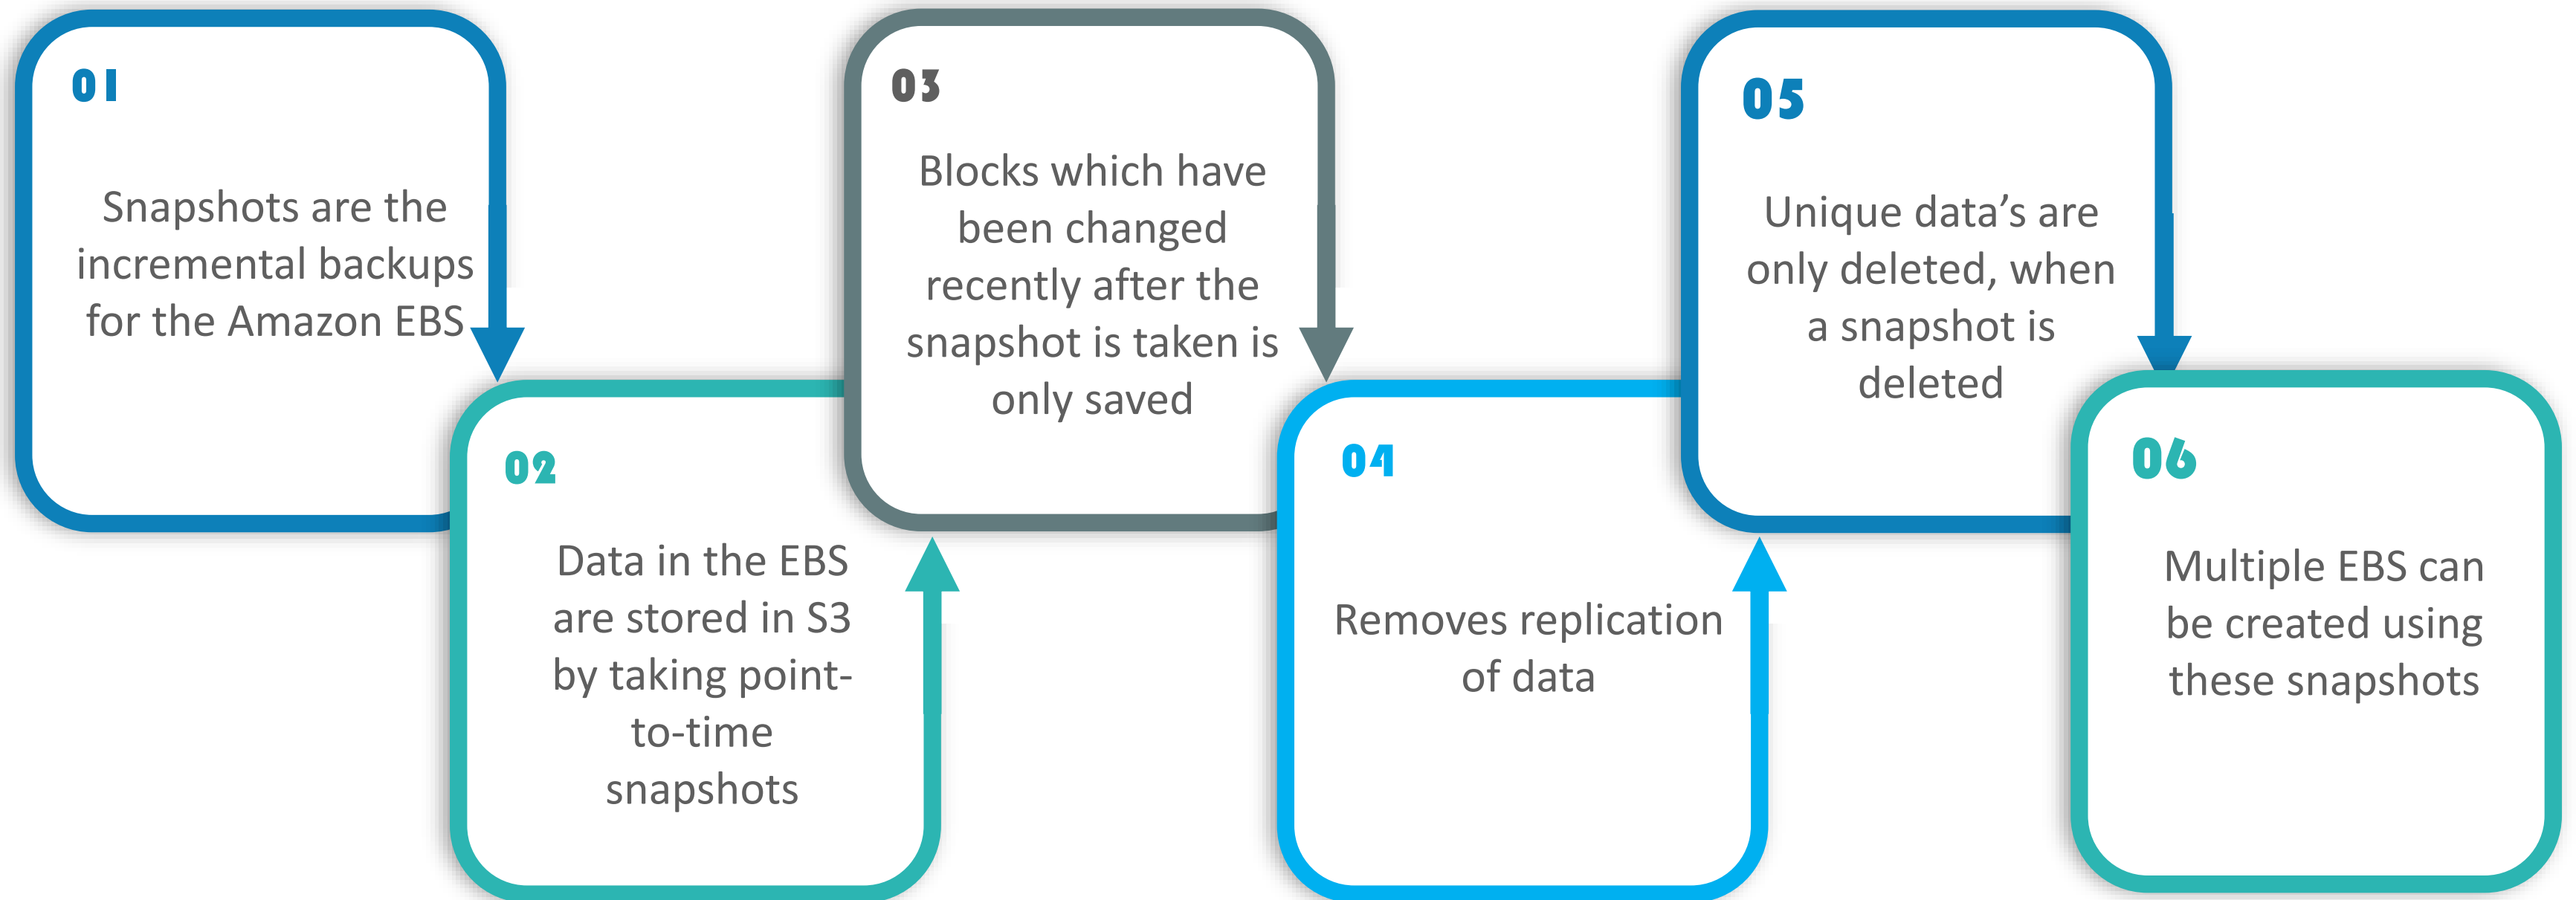 01
Snapshots are the
incremental backups
for the Amazon EBS
02
Data in the EBS
are stored in S3
by taking point-
to-time
snapshots
03
Blocks which have
been changed
recently after the
snapshot is taken is
only saved
04
Removes replication
of data
05
Unique data’s are
only deleted, when
a snapshot is
deleted
06
Multiple EBS can
be created using
these snapshots